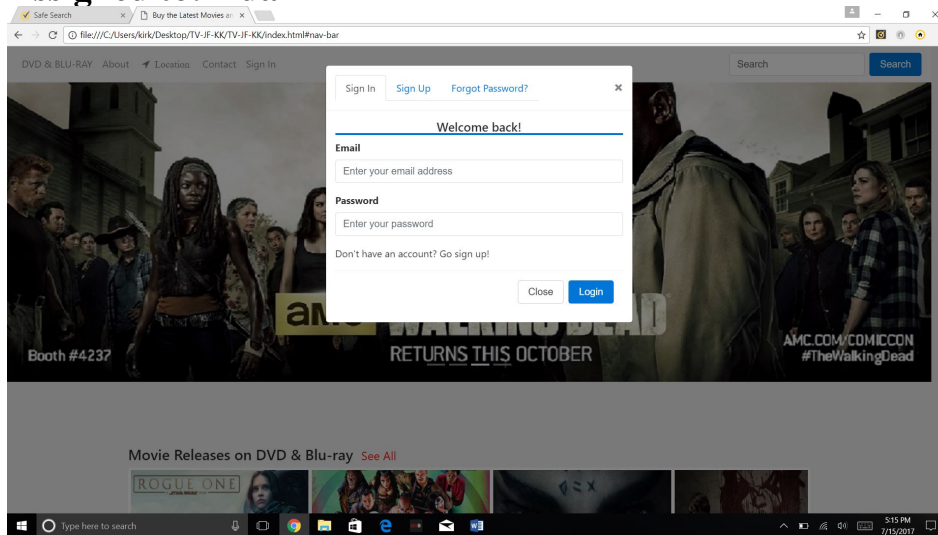 Safe Search
Buy the Latest Movies an
file:///C:/Users/kirk/Desktop/TV-JF-KK/TV-JF-KK/index.html#nav-bar
DVD & BLU-RAY About Location Contact Sign In
Search
Search
Sign In Sign Up Forgot Password?
Welcome back!
Email
Enter your email address
Password
Enter your password
Don't have an account? Go sign up!
Close Login
WALKING DEAD
RETURNS THIS OCTOBER
Booth #4237
AMC.COM/COMICCON
#TheWalkingDead
Movie Releases on DVD & Blu-ray See All
ROGUE ONE
Type here to search
5:15 PM
7/15/2017